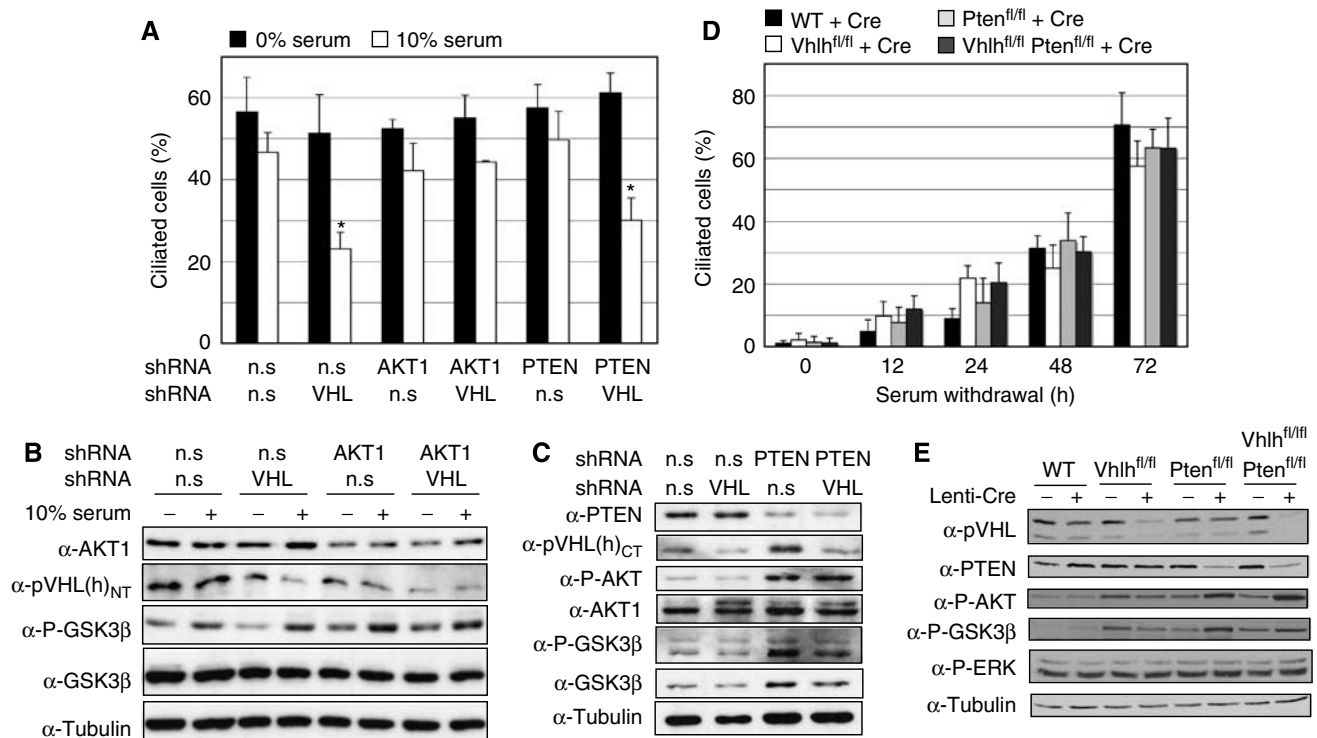 A
0% serum 10% serum
Ciliated cells (%)
60
40
20
0
*
*
shRNA n.s n.s AKT1 AKT1 PTEN PTEN
shRNA n.s VHL n.s VHL n.s VHL
D
WT + Cre Pten^fl/fl + Cre
Vhlh^fl/fl + Cre Vhlh^fl/fl Pten^fl/fl + Cre
Ciliated cells (%)
80
60
40
20
0
0 12 24 48 72
Serum withdrawal (h)
B
shRNA n.s n.s AKT1 AKT1
shRNA n.s VHL n.s VHL
10% serum − + − + − + − +
α-AKT1
α-pVHL(h)NT
α-P-GSK3β
α-GSK3β
α-Tubulin
C
shRNA n.s n.s PTEN PTEN
shRNA n.s VHL n.s VHL
α-PTEN
α-pVHL(h)CT
α-P-AKT
α-AKT1
α-P-GSK3β
α-GSK3β
α-Tubulin
E
Vhlh^fl/lfl
WT Vhlh^fl/fl Pten^fl/fl Pten^fl/fl
Lenti-Cre − + − + − + − +
α-pVHL
α-PTEN
α-P-AKT
α-P-GSK3β
α-P-ERK
α-Tubulin